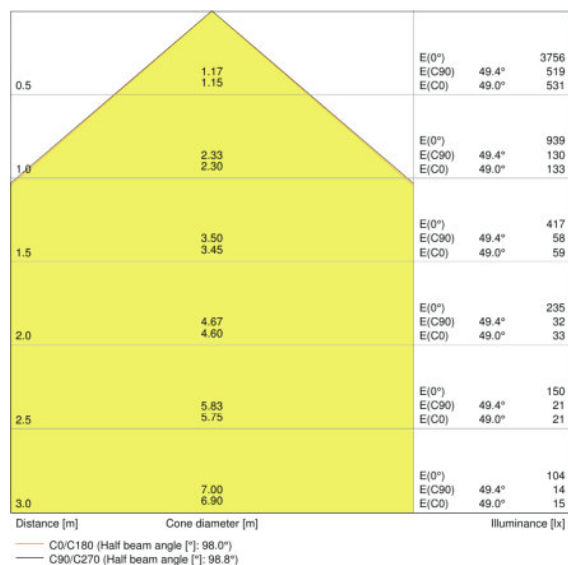 E(0°) 3756
1.17 E(C90) 49.4° 519
0.5 1.15 E(C0) 49.0° 531
E(0°) 939
2.33 E(C90) 49.4° 130
1.0 2.30 E(C0) 49.0° 133
E(0°) 417
3.50 E(C90) 49.4° 58
1.5 3.45 E(C0) 49.0° 59
E(0°) 235
4.67 E(C90) 49.4° 32
2.0 4.60 E(C0) 49.0° 33
E(0°) 150
5.83 E(C90) 49.4° 21
2.5 5.75 E(C0) 49.0° 21
E(0°) 104
7.00 E(C90) 49.4° 14
3.0 6.90 E(C0) 49.0° 15
Distance [m] Cone diameter [m] Illuminance [lx]
C0/C180 (Half beam angle [°]: 98.0°)
C90/C270 (Half beam angle [°]: 98.8°)